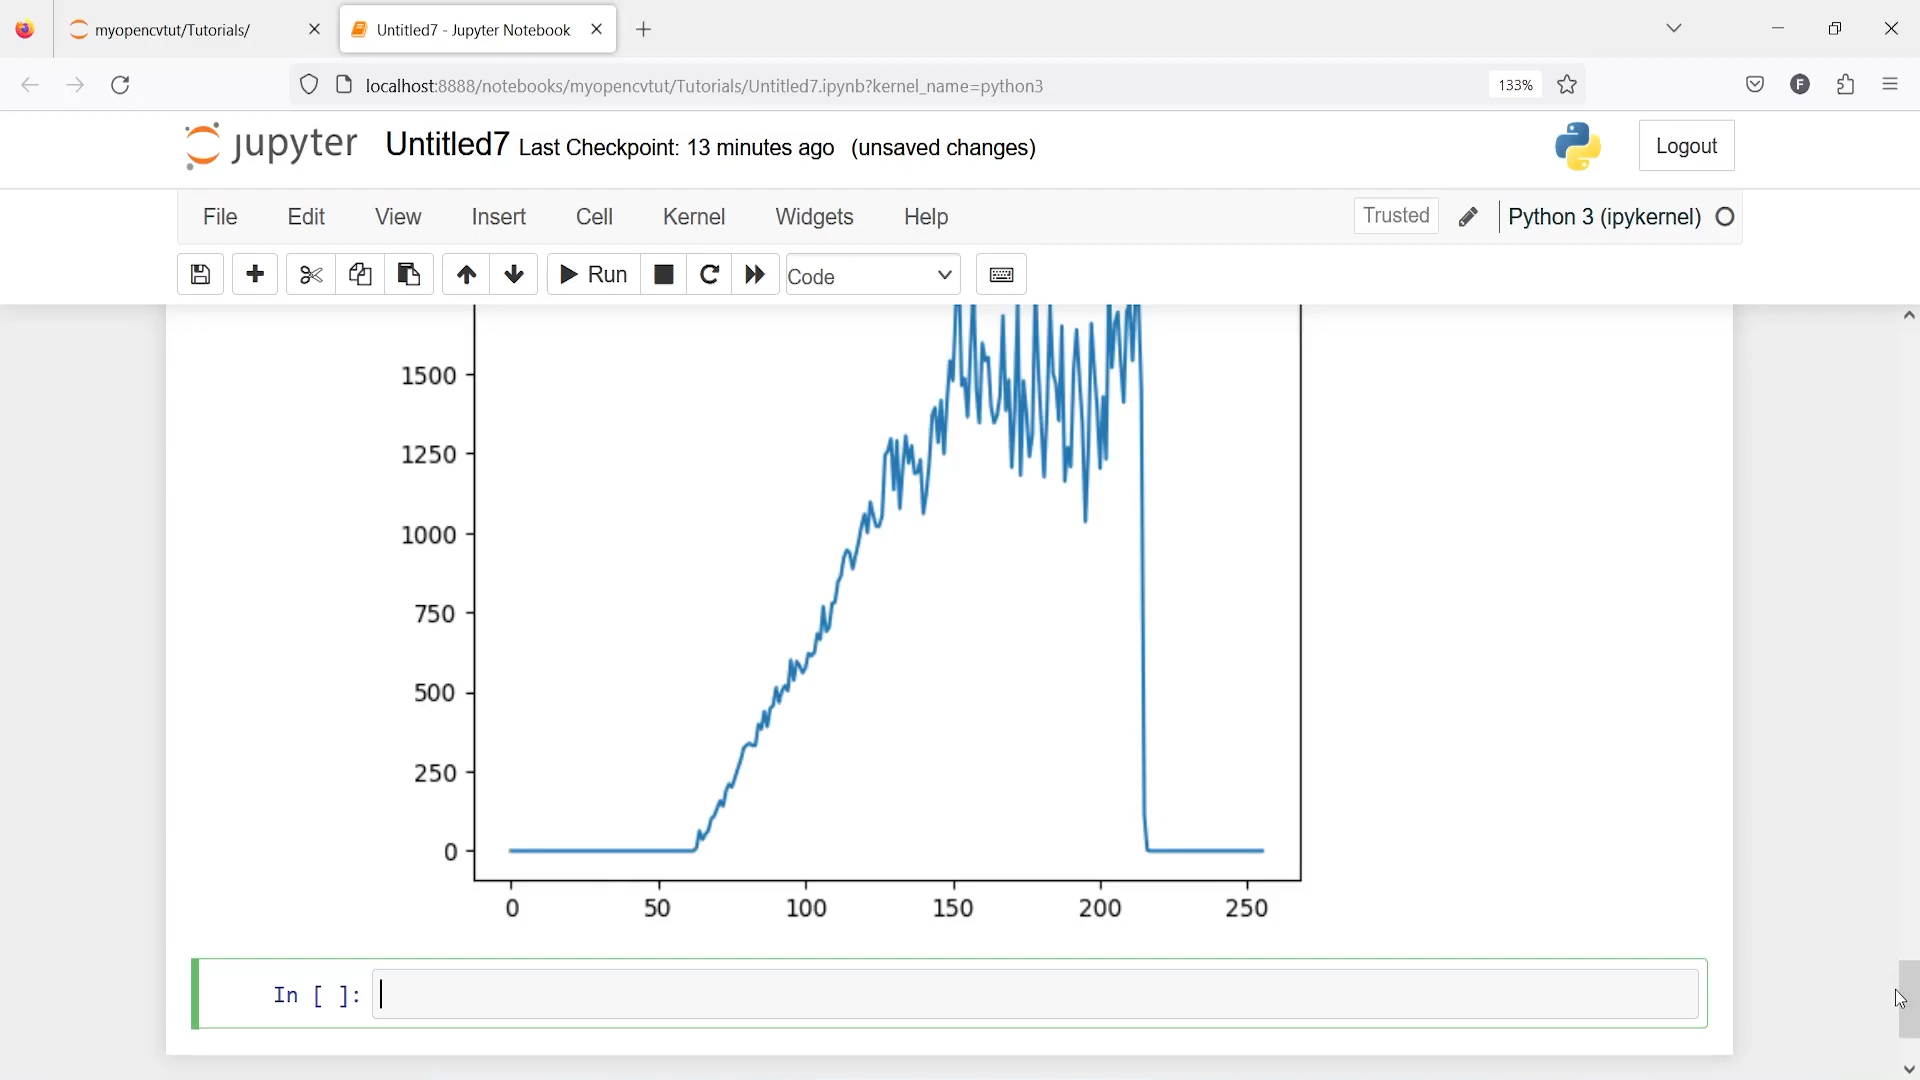 myopencvtut/Tutorials/
Untitled7 - Jupyter Notebook
localhost:8888/notebooks/myopencvtut/Tutorials/Untitled7.ipynb?kernel_name=python3
133%
F
jupyter
Untitled7 Last Checkpoint: 13 minutes ago (unsaved changes)
Logout
File Edit View Insert Cell Kernel Widgets Help
Trusted
Python 3 (ipykernel)
Run
Code
1500
1250
1000
750
500
250
0
0 50 100 150 200 250
In [ ]: